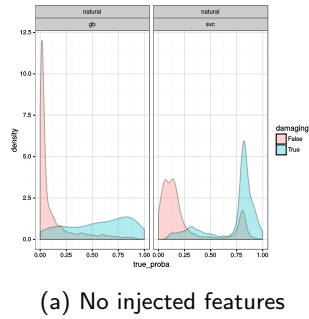 natural
natural
gb
svc
12.5
10.0
7.5
5.0
2.5
0.0
density
0.00
0.25
0.50
0.75
1.00
0.00
0.25
0.50
0.75
1.00
true_proba
damaging
False
True
(a) No injected features